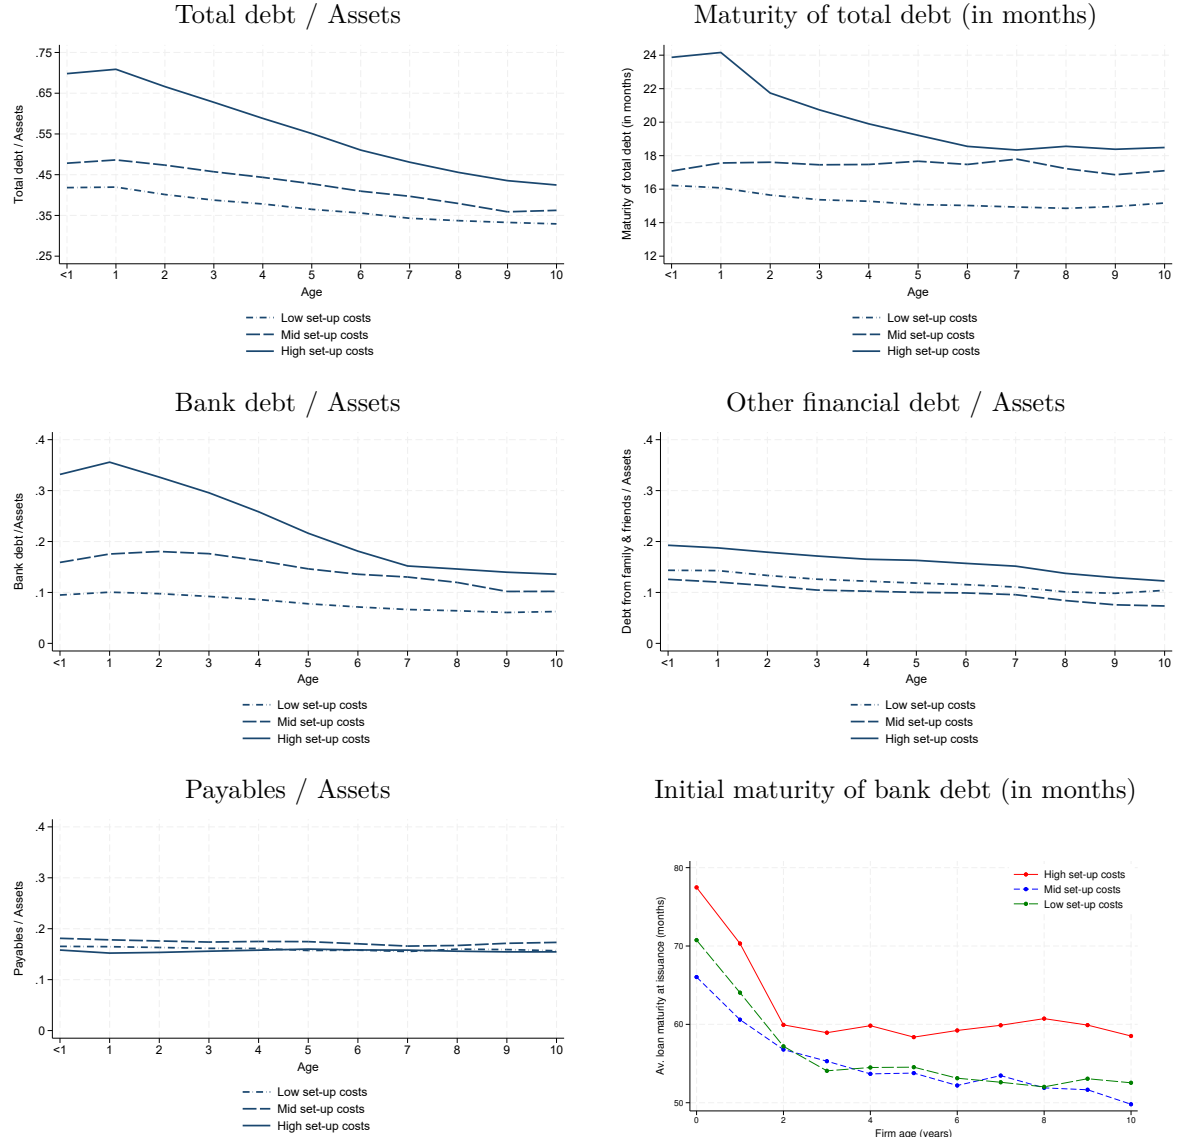 Total debt / Assets
Total debt / Assets
.75
.65
.55
.45
.35
.25
<1 1 2 3 4 5 6 7 8 9 10
Age
Low set-up costs
Mid set-up costs
High set-up costs
Maturity of total debt (in months)
Maturity of total debt (in months)
24
22
20
18
16
14
12
<1 1 2 3 4 5 6 7 8 9 10
Age
Low set-up costs
Mid set-up costs
High set-up costs
Bank debt / Assets
Bank debt /Assets
.4
.3
.2
.1
0
<1 1 2 3 4 5 6 7 8 9 10
Age
Low set-up costs
Mid set-up costs
High set-up costs
Other financial debt / Assets
Debt from family & friends / Assets
.4
.3
.2
.1
0
<1 1 2 3 4 5 6 7 8 9 10
Age
Low set-up costs
Mid set-up costs
High set-up costs
Payables / Assets
Payables / Assets
.4
.3
.2
.1
0
<1 1 2 3 4 5 6 7 8 9 10
Age
Low set-up costs
Mid set-up costs
High set-up costs
Initial maturity of bank debt (in months)
Av. loan maturity at issuance (months)
80
70
60
50
High set-up costs
Mid set-up costs
Low set-up costs
0 2 4 6 8 10
Firm age (years)